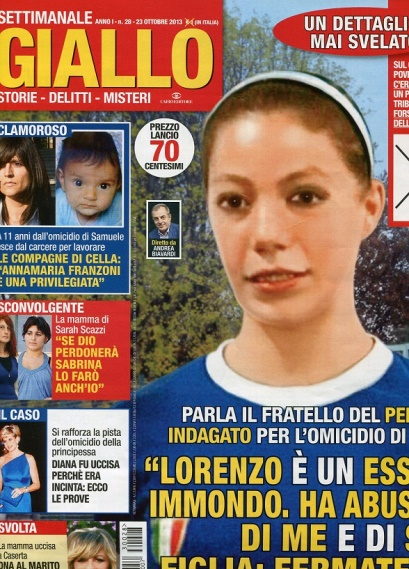 SETTIMANALE
ANNO I - n. 28 - 23 OTTOBRE 2013 (IN ITALIA)
GIALLO
STORIE - DELITTI - MISTERI
CAIRO EDITORE
UN DETTAGLI
MAI SVELATO
SUL
POVE
C'ER
UN P
TRIB
FORS
DELL
CLAMOROSO
PREZZO
LANCIO
70
CENTESIMI
Diretto da
ANDREA
BIAVARDI
A 11 anni dall'omicidio di Samuele
esce dal carcere per lavorare
LE COMPAGNE DI CELLA:
"ANNAMARIA FRANZONI
È UNA PRIVILEGIATA"
SCONVOLGENTE
La mamma di
Sarah Scazzi
"SE DIO
PERDONERÀ
SABRINA
LO FARÒ
ANCH'IO"
IL CASO
Si rafforza la pista
dell'omicidio della
principessa
DIANA FU UCCISA
PERCHÈ ERA
INCINTA: ECCO
LE PROVE
SVOLTA
La mamma uccisa
a Caserta
ONA AL MARITO
PARLA IL FRATELLO DEL PE
INDAGATO PER L'OMICIDIO DI
"LORENZO È UN ESS
IMMONDO. HA ABUS
DI ME E DI S
FIGLIA: FERMATE